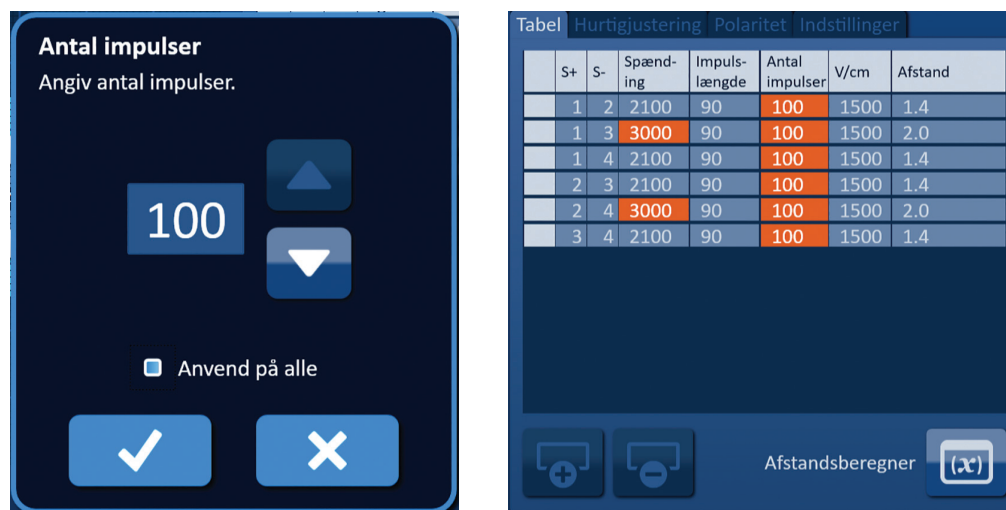 Antal impulser
Angiv antal impulser.
100
Anvend på alle
Tabel Hurtigjustering Polaritet Indstillinger
S+ S- Spænd-ing Impuls-længde Antal impulser V/cm Afstand
1 2 2100 90 100 1500 1.4
1 3 3000 90 100 1500 2.0
1 4 2100 90 100 1500 1.4
2 3 2100 90 100 1500 1.4
2 4 3000 90 100 1500 2.0
3 4 2100 90 100 1500 1.4
Afstandsberegner (x)